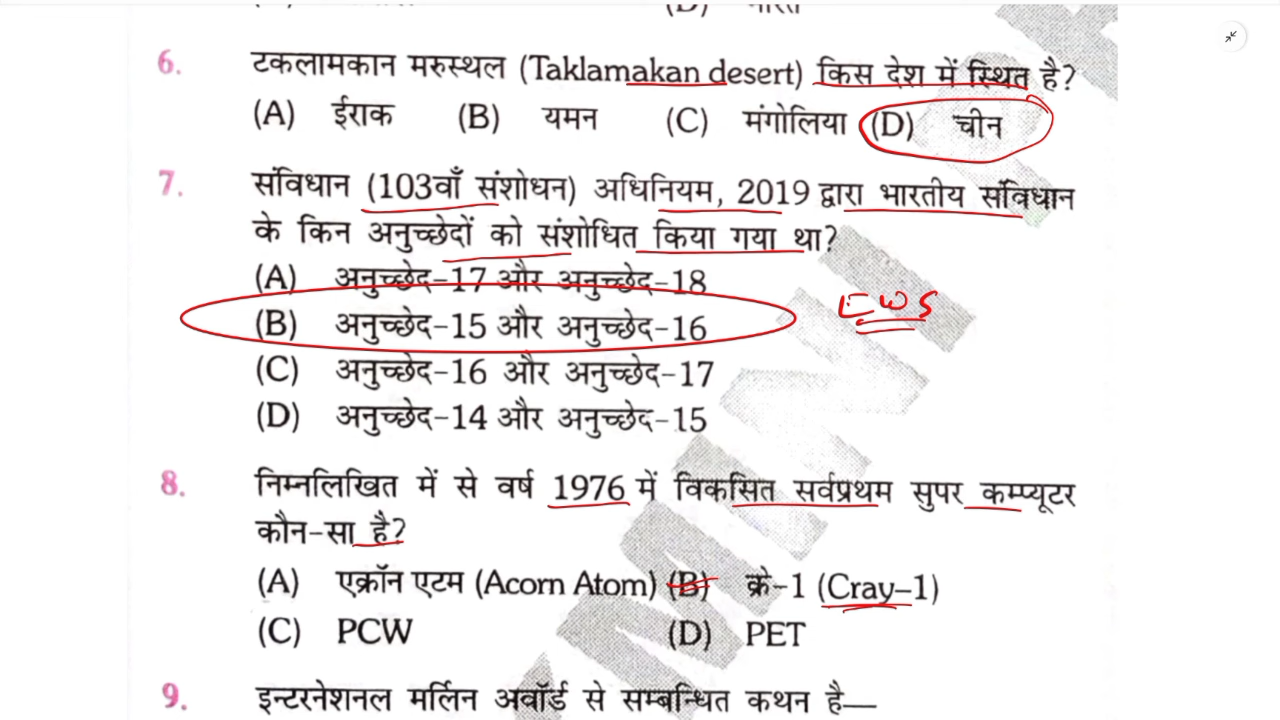 (D) भारत
6. टकलामकान मरुस्थल (Taklamakan desert) किस देश में स्थित है?
(A) ईराक (B) यमन (C) मंगोलिया (D) चीन
7. संविधान (103वाँ संशोधन) अधिनियम, 2019 द्वारा भारतीय संविधान
के किन अनुच्छेदों को संशोधित किया गया था?
(A) अनुच्छेद-17 और अनुच्छेद-18
EWS
(B) अनुच्छेद-15 और अनुच्छेद-16
(C) अनुच्छेद-16 और अनुच्छेद-17
(D) अनुच्छेद-14 और अनुच्छेद-15
8. निम्नलिखित में से वर्ष 1976 में विकसित सर्वप्रथम सुपर कम्प्यूटर
कौन-सा है?
(A) एक्रॉन एटम (Acorn Atom) (B) क्रे-1 (Cray-1)
(C) PCW (D) PET
9. इन्टरनेशनल मर्लिन अवॉर्ड से सम्बन्धित कथन है—